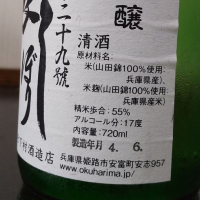 醸
二十九號
清酒
原材料名
米(山田錦100%使用:
兵庫県産)
米麹(山田錦100%使用:
兵庫県産米)
精米歩合:55%
アルコール分:17度
内容量:720ml
製造年月 4. 6.
下村酒造店
兵庫県姫路市安富町安志957
www.okuharima.jp/